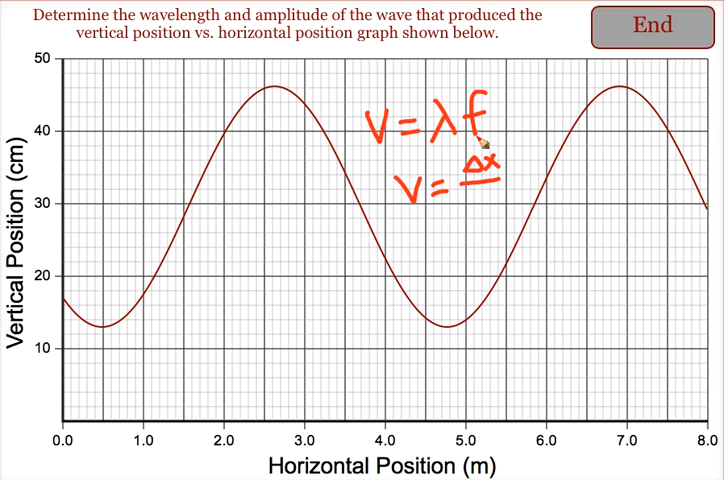 Determine the wavelength and amplitude of the wave that produced the
vertical position vs. horizontal position graph shown below.
End
50
40
30
20
10
Vertical Position (cm)
V = λf
V = Δx
0.0 1.0 2.0 3.0 4.0 5.0 6.0 7.0 8.0
Horizontal Position (m)